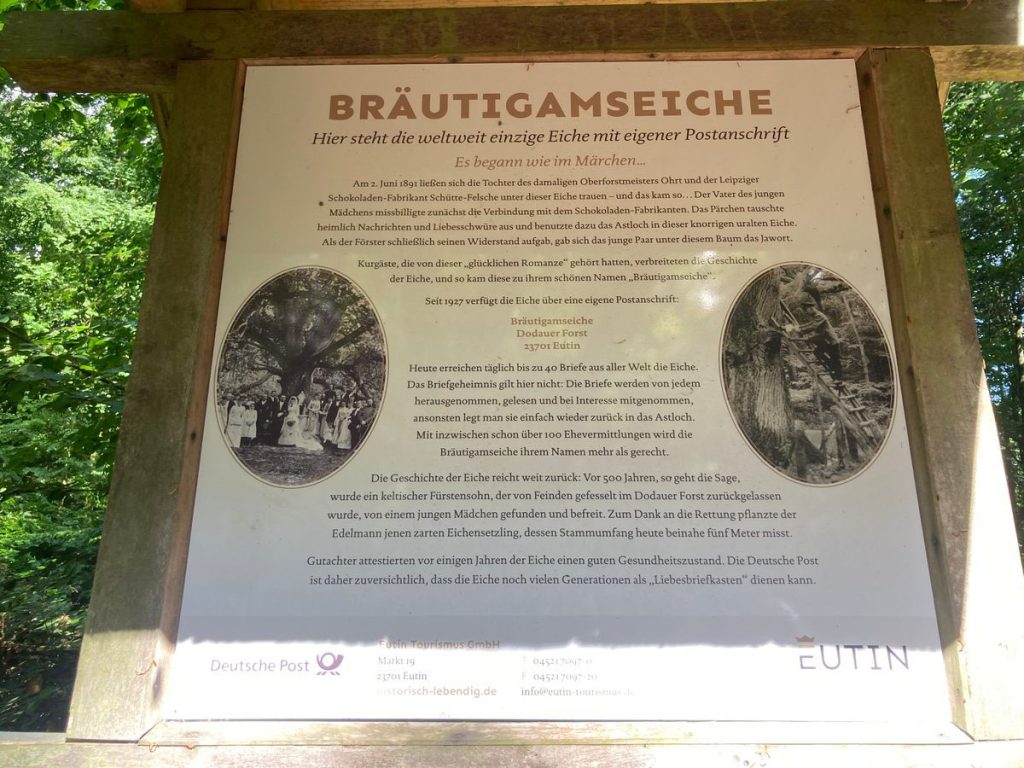 BRÄUTIGAMSEICHE
Hier steht die weltweit einzige Eiche mit eigener Postanschrift
Es begann wie im Märchen...
Am 2. Juni 1891 ließen sich die Tochter des damaligen Oberforstmeisters Ohrt und der Leipziger
Schokoladen-Fabrikant Schütte-Felsche unter dieser Eiche trauen – und das kam so... Der Vater des jungen
Mädchens missbilligte zunächst die Verbindung mit dem Schokoladen-Fabrikanten. Das Pärchen tauschte
heimlich Nachrichten und Liebesschwüre aus und benutzte dazu das Astloch in dieser knorrigen uralten Eiche.
Als der Förster schließlich seinen Widerstand aufgab, gab sich das junge Paar unter diesem Baum das Jawort.
Kurgäste, die von dieser „glücklichen Romanze“ gehört hatten, verbreiteten die Geschichte
der Eiche, und so kam diese zu ihrem schönen Namen „Bräutigamseiche“.
Seit 1927 verfügt die Eiche über eine eigene Postanschrift:
Bräutigamseiche
Dodauer Forst
23701 Eutin
Heute erreichen täglich bis zu 40 Briefe aus aller Welt die Eiche.
Das Briefgeheimnis gilt hier nicht: Die Briefe werden von jedem
herausgenommen, gelesen und bei Interesse mitgenommen,
ansonsten legt man sie einfach wieder zurück in das Astloch.
Mit inzwischen schon über 100 Ehevermittlungen wird die
Bräutigamseiche ihrem Namen mehr als gerecht.
Die Geschichte der Eiche reicht weit zurück: Vor 500 Jahren, so geht die Sage,
wurde ein keltischer Fürstensohn, der von Feinden gefesselt im Dodauer Forst zurückgelassen
wurde, von einem jungen Mädchen gefunden und befreit. Zum Dank an die Rettung pflanzte der
Edelmann jenen zarten Eichensetzling, dessen Stammumfang heute beinahe fünf Meter misst.
Gutachter attestierten vor einigen Jahren der Eiche einen guten Gesundheitszustand. Die Deutsche Post
ist daher zuversichtlich, dass die Eiche noch vielen Generationen als „Liebesbriefkasten“ dienen kann.
Deutsche Post
Eutin Tourismus GmbH
Markt 19
23701 Eutin
historisch-lebendig.de
T 04521 7097-0
F 04521 7097-20
info@eutin-tourismus.de
EUTIN